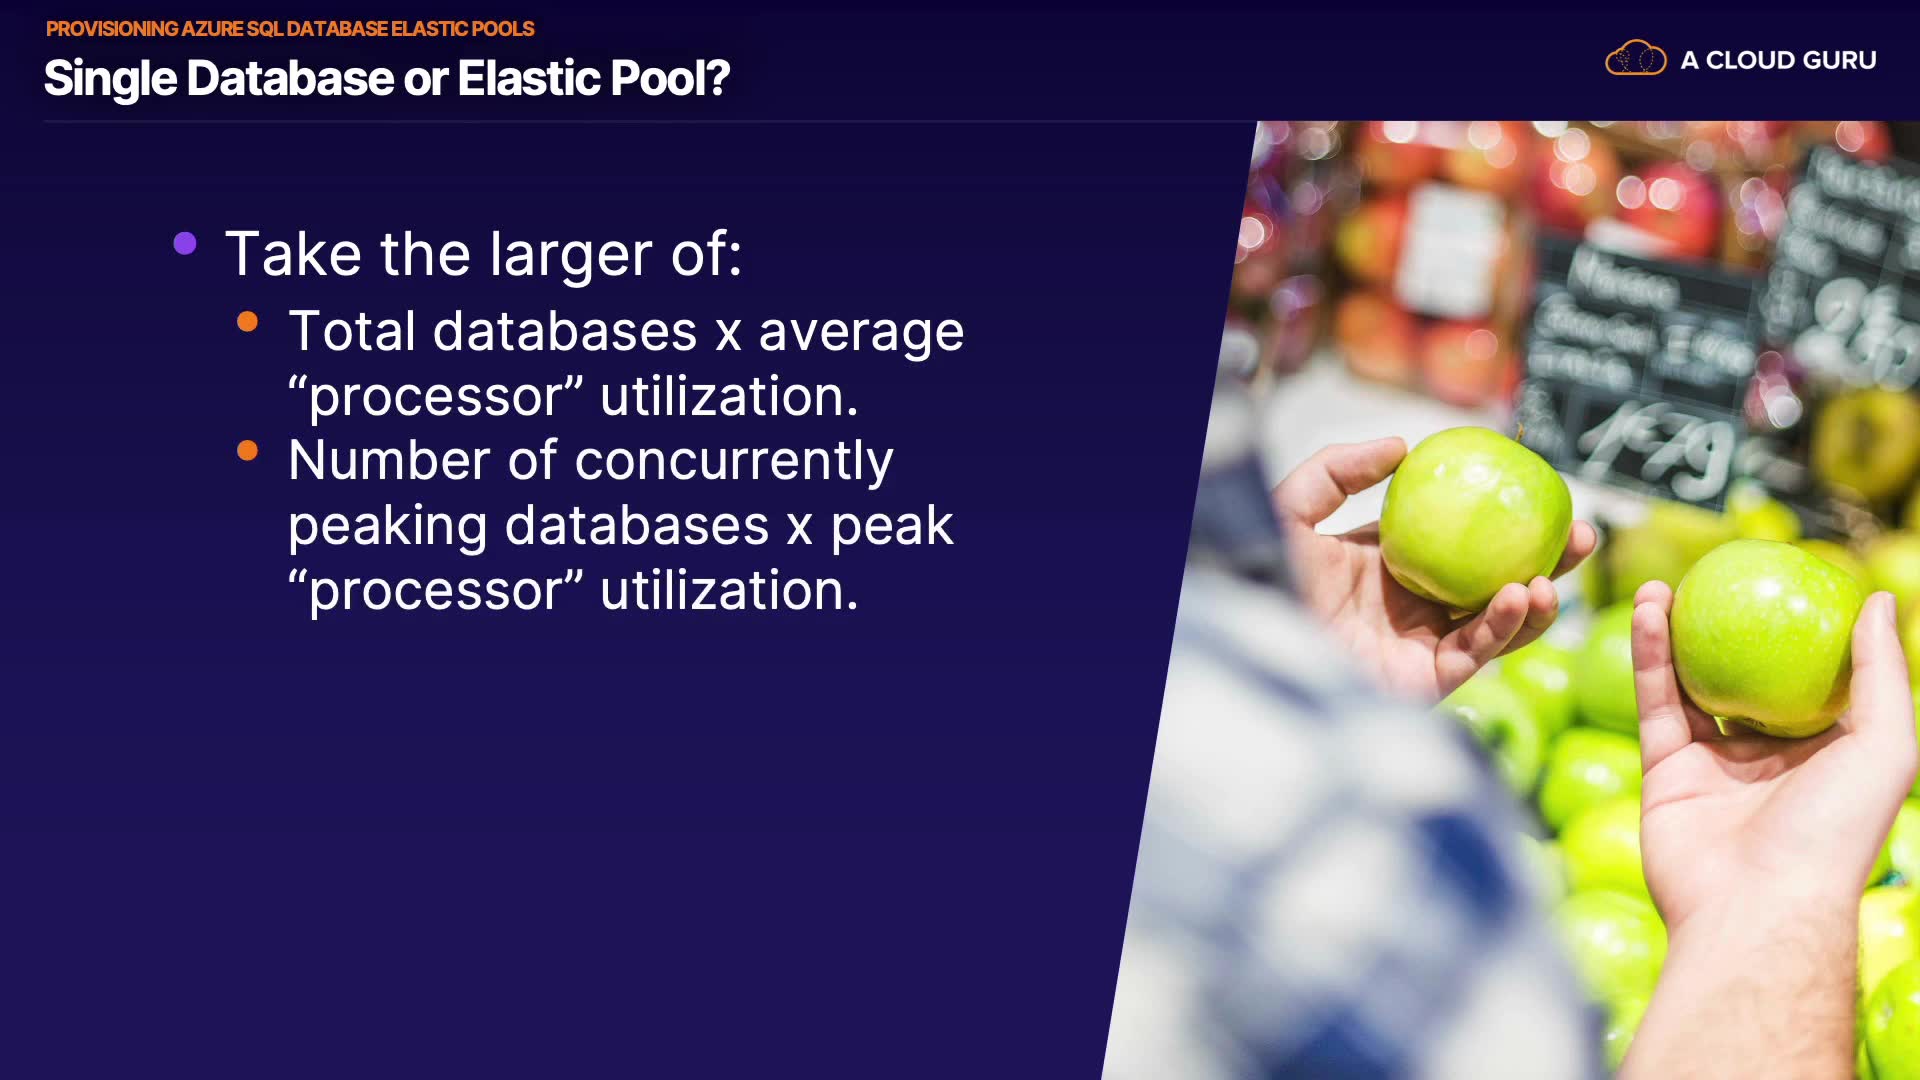 PROVISIONING AZURE SQL DATABASE ELASTIC POOLS
Single Database or Elastic Pool?
A CLOUD GURU
Take the larger of:
Total databases x average
“processor” utilization.
Number of concurrently
peaking databases x peak
“processor” utilization.